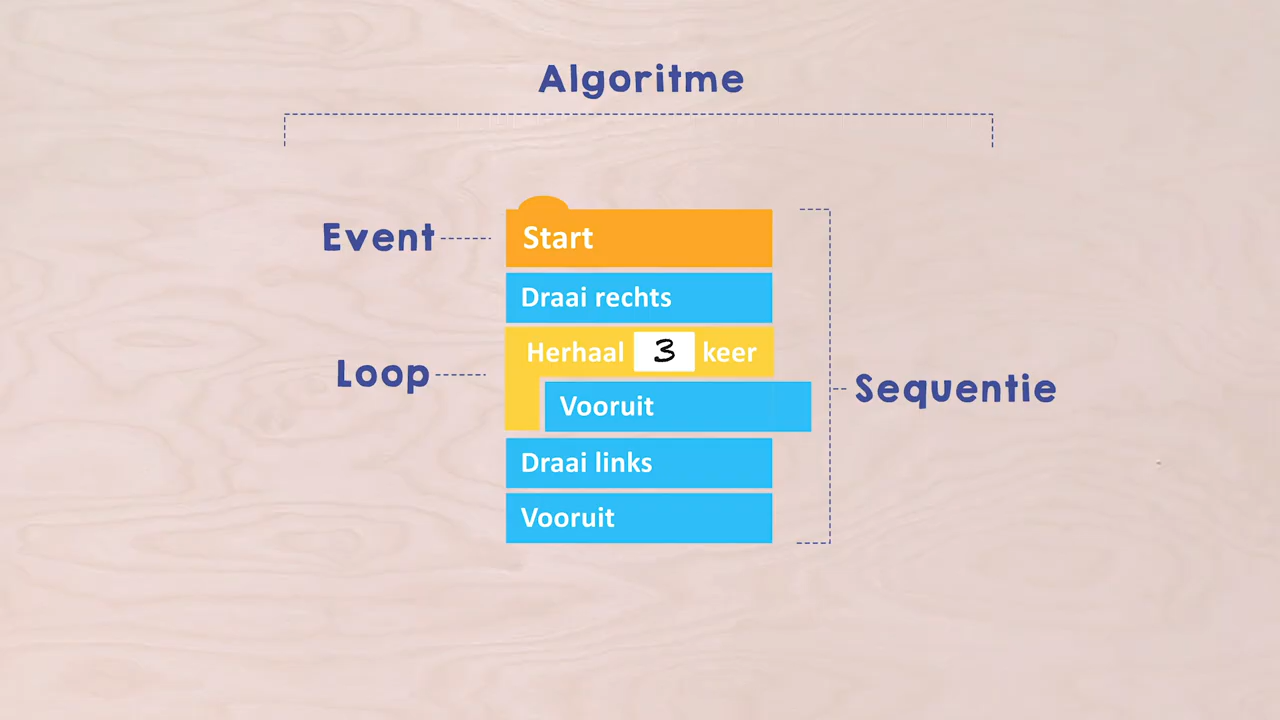 Algoritme
Event
Start
Draai rechts
Loop
Herhaal 3 keer
Vooruit
Sequentie
Draai links
Vooruit